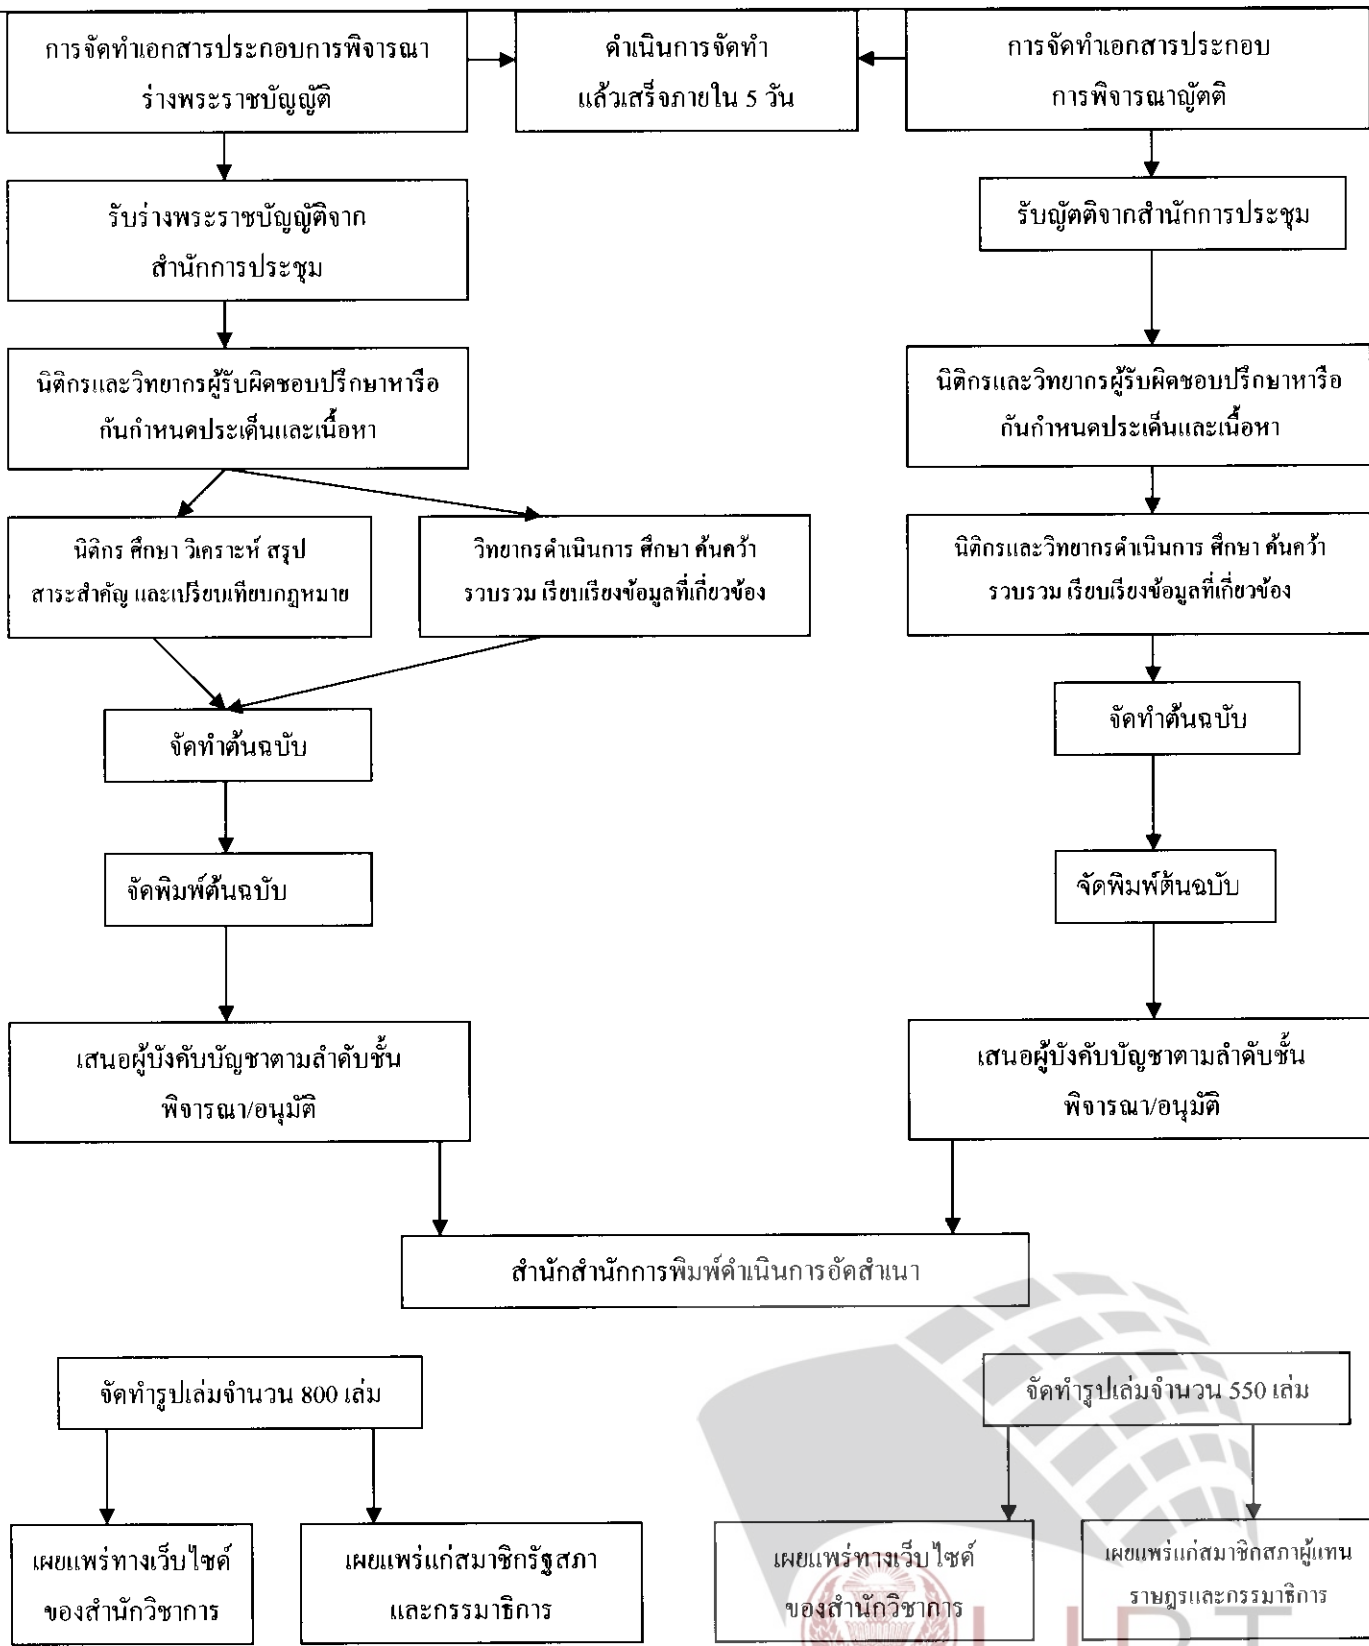 การจัดทำเอกสารประกอบการพิจารณา
ร่างพระราชบัญญัติ
ดำเนินการจัดทำ
แล้วเสร็จภายใน 5 วัน
การจัดทำเอกสารประกอบ
การพิจารณาญัตติ
รับร่างพระราชบัญญัติจาก
สำนักการประชุม
รับญัตติจากสำนักการประชุม
นิติกรและวิทยากรผู้รับผิดชอบปรึกษาหารือ
กันกำหนดประเด็นและเนื้อหา
นิติกรและวิทยากรผู้รับผิดชอบปรึกษาหารือ
กันกำหนดประเด็นและเนื้อหา
นิติกร ศึกษา วิเคราะห์ สรุป
สาระสำคัญ และเปรียบเทียบกฎหมาย
วิทยากรดำเนินการ ศึกษา ค้นคว้า
รวบรวม เรียบเรียงข้อมูลที่เกี่ยวข้อง
นิติกรและวิทยากรดำเนินการ ศึกษา ค้นคว้า
รวบรวม เรียบเรียงข้อมูลที่เกี่ยวข้อง
จัดทำต้นฉบับ
จัดทำต้นฉบับ
จัดพิมพ์ต้นฉบับ
จัดพิมพ์ต้นฉบับ
เสนอผู้บังคับบัญชาตามลำดับชั้น
พิจารณา/อนุมัติ
เสนอผู้บังคับบัญชาตามลำดับชั้น
พิจารณา/อนุมัติ
สำนักสำนักการพิมพ์ดำเนินการอัดสำเนา
จัดทำรูปเล่มจำนวน 800 เล่ม
จัดทำรูปเล่มจำนวน 550 เล่ม
เผยแพร่ทางเว็บไซค์
ของสำนักวิชาการ
เผยแพร่แก่สมาชิกรัฐสภา
และกรรมาธิการ
เผยแพร่ทางเว็บไซค์
ของสำนักวิชาการ
เผยแพร่แก่สมาชิกสภาผู้แทน
ราษฎรและกรรมาธิการ